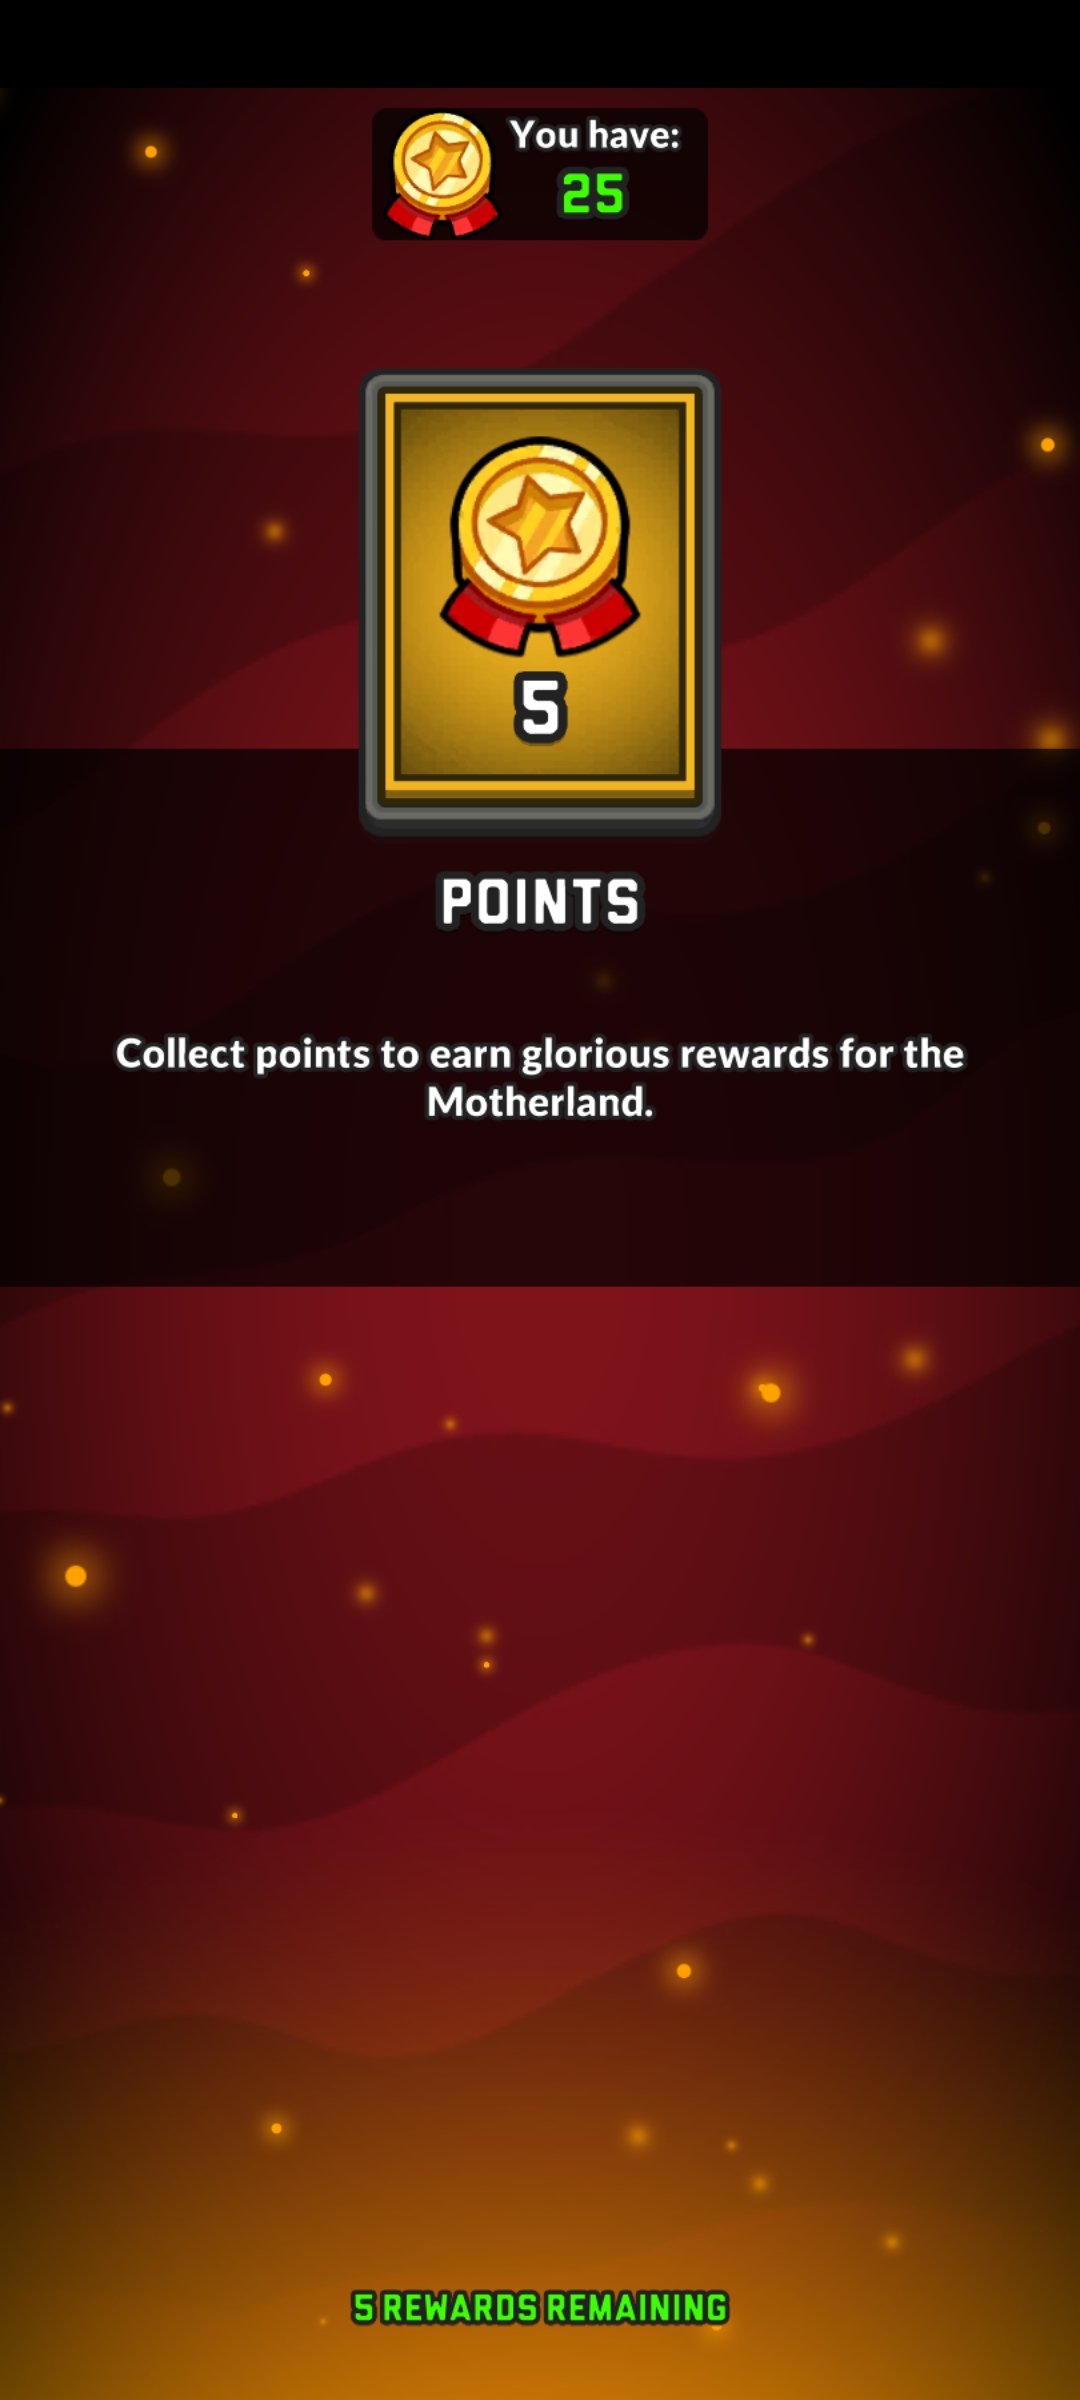 You have:
25
5
POINTS
Collect points to earn glorious rewards for the
Motherland.
5 REWARDS REMAINING